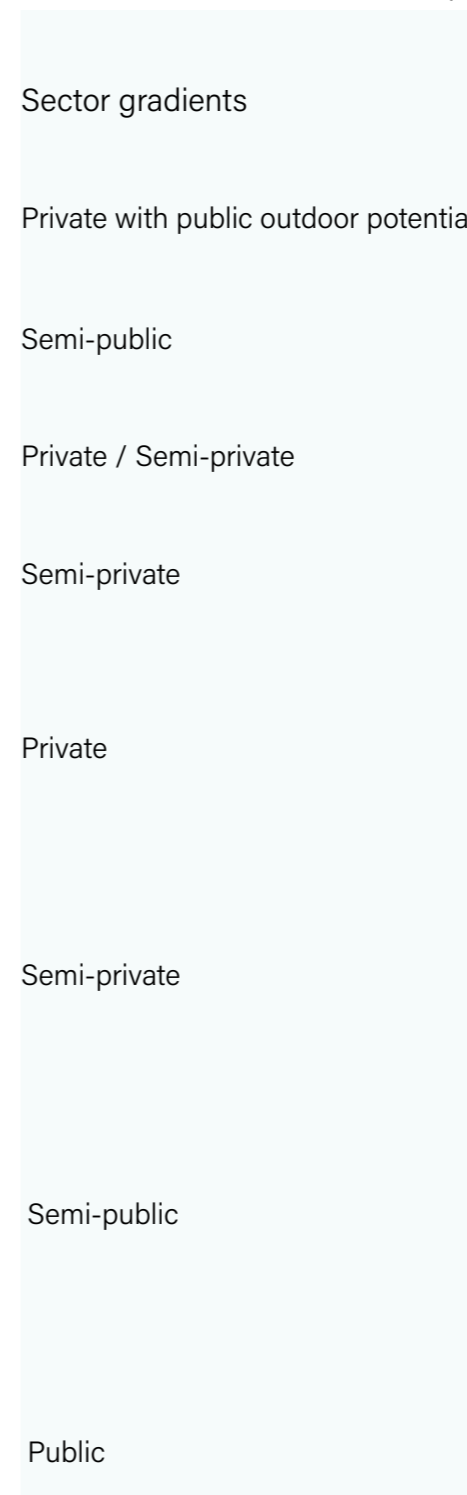 Sector gradients
Private with public outdoor potentia
Semi-public
Private / Semi-private
Semi-private
Private
Semi-private
Semi-public
Public